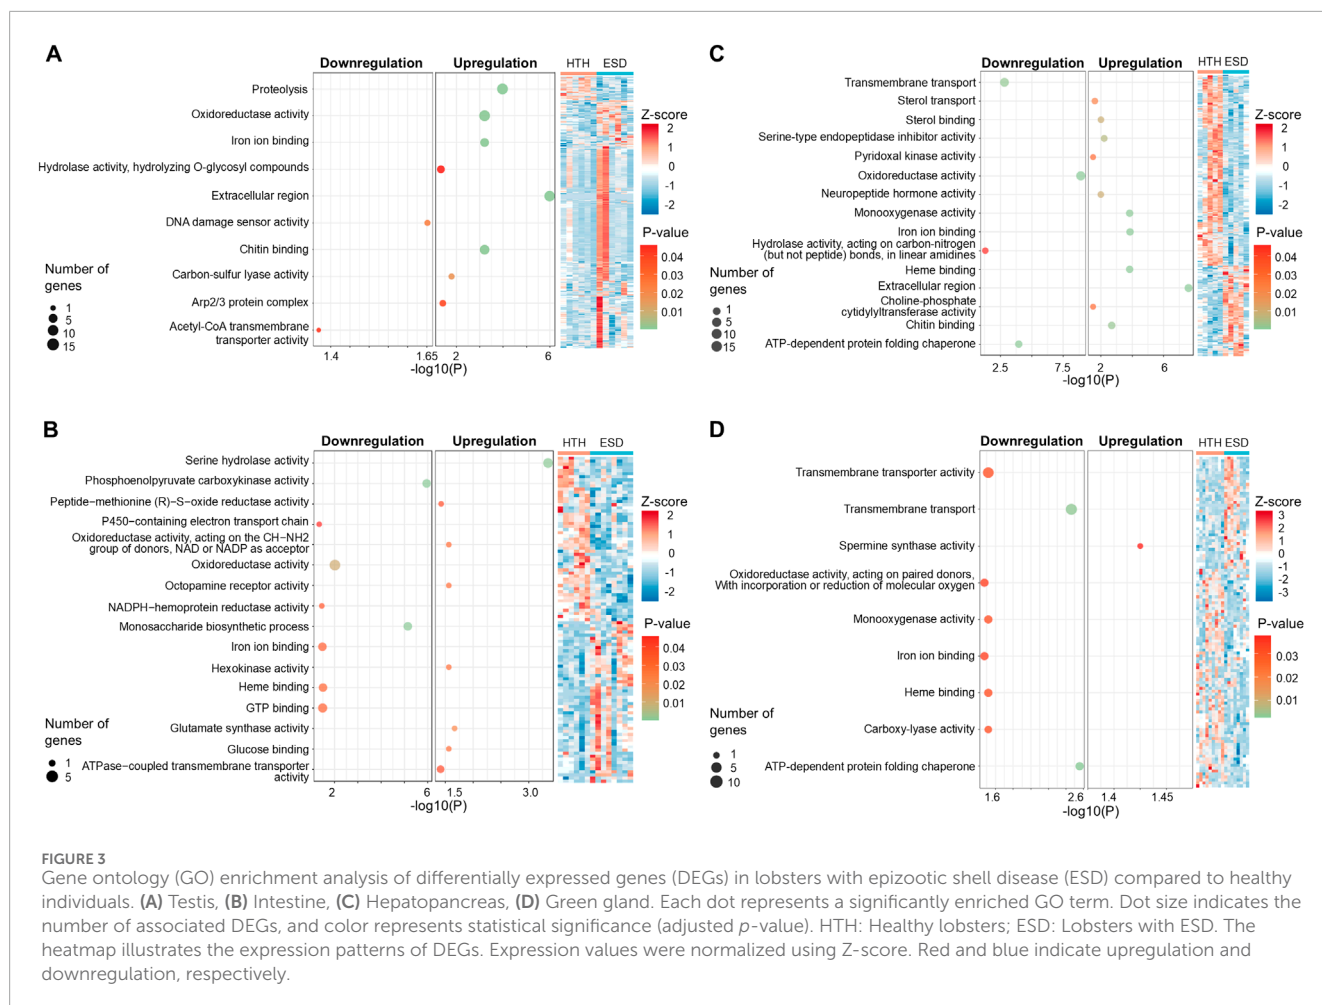 A
Downregulation
Upregulation
HTH
ESD
Proteolysis
Oxidoreductase activity
Iron ion binding
Hydrolase activity, hydrolyzing O-glycosyl compounds
Extracellular region
DNA damage sensor activity
Chitin binding
Carbon-sulfur lyase activity
Arp2/3 protein complex
Acetyl-CoA transmembrane
transporter activity
Number of
genes
1
5
10
15
1.4
1.65
2
6
-log10(P)
Z-score
2
1
0
-1
-2
P-value
0.04
0.03
0.02
0.01
C
Downregulation
Upregulation
HTH
ESD
Transmembrane transport
Sterol transport
Sterol binding
Serine-type endopeptidase inhibitor activity
Pyridoxal kinase activity
Oxidoreductase activity
Neuropeptide hormone activity
Monooxygenase activity
Iron ion binding
Hydrolase activity, acting on carbon-nitrogen
(but not peptide) bonds, in linear amidines
Heme binding
Extracellular region
Choline-phosphate
cytidylyltransferase activity
Chitin binding
ATP-dependent protein folding chaperone
Number of
genes
1
5
10
15
2.5
7.5
2
6
-log10(P)
Z-score
2
1
0
-1
-2
P-value
0.04
0.03
0.02
0.01
B
Downregulation
Upregulation
HTH
ESD
Serine hydrolase activity
Phosphoenolpyruvate carboxykinase activity
Peptide−methionine (R)−S−oxide reductase activity
P450−containing electron transport chain
Oxidoreductase activity, acting on the CH−NH2
group of donors, NAD or NADP as acceptor
Oxidoreductase activity
Octopamine receptor activity
NADPH−hemoprotein reductase activity
Monosaccharide biosynthetic process
Iron ion binding
Hexokinase activity
Heme binding
GTP binding
Glutamate synthase activity
Glucose binding
ATPase−coupled transmembrane transporter
activity
Number of
genes
1
5
2
6
1.5
3.0
-log10(P)
Z-score
2
1
0
-1
-2
P-value
0.04
0.03
0.02
0.01
D
Downregulation
Upregulation
HTH
ESD
Transmembrane transporter activity
Transmembrane transport
Spermine synthase activity
Oxidoreductase activity, acting on paired donors,
With incorporation or reduction of molecular oxygen
Monooxygenase activity
Iron ion binding
Heme binding
Carboxy-lyase activity
ATP-dependent protein folding chaperone
Number of
genes
1
5
10
1.6
2.6
1.4
1.45
-log10(P)
Z-score
3
2
1
0
-1
-2
-3
P-value
0.03
0.02
0.01
FIGURE 3
Gene ontology (GO) enrichment analysis of differentially expressed genes (DEGs) in lobsters with epizootic shell disease (ESD) compared to healthy
individuals. (A) Testis, (B) Intestine, (C) Hepatopancreas, (D) Green gland. Each dot represents a significantly enriched GO term. Dot size indicates the
number of associated DEGs, and color represents statistical significance (adjusted p-value). HTH: Healthy lobsters; ESD: Lobsters with ESD. The
heatmap illustrates the expression patterns of DEGs. Expression values were normalized using Z-score. Red and blue indicate upregulation and
downregulation, respectively.